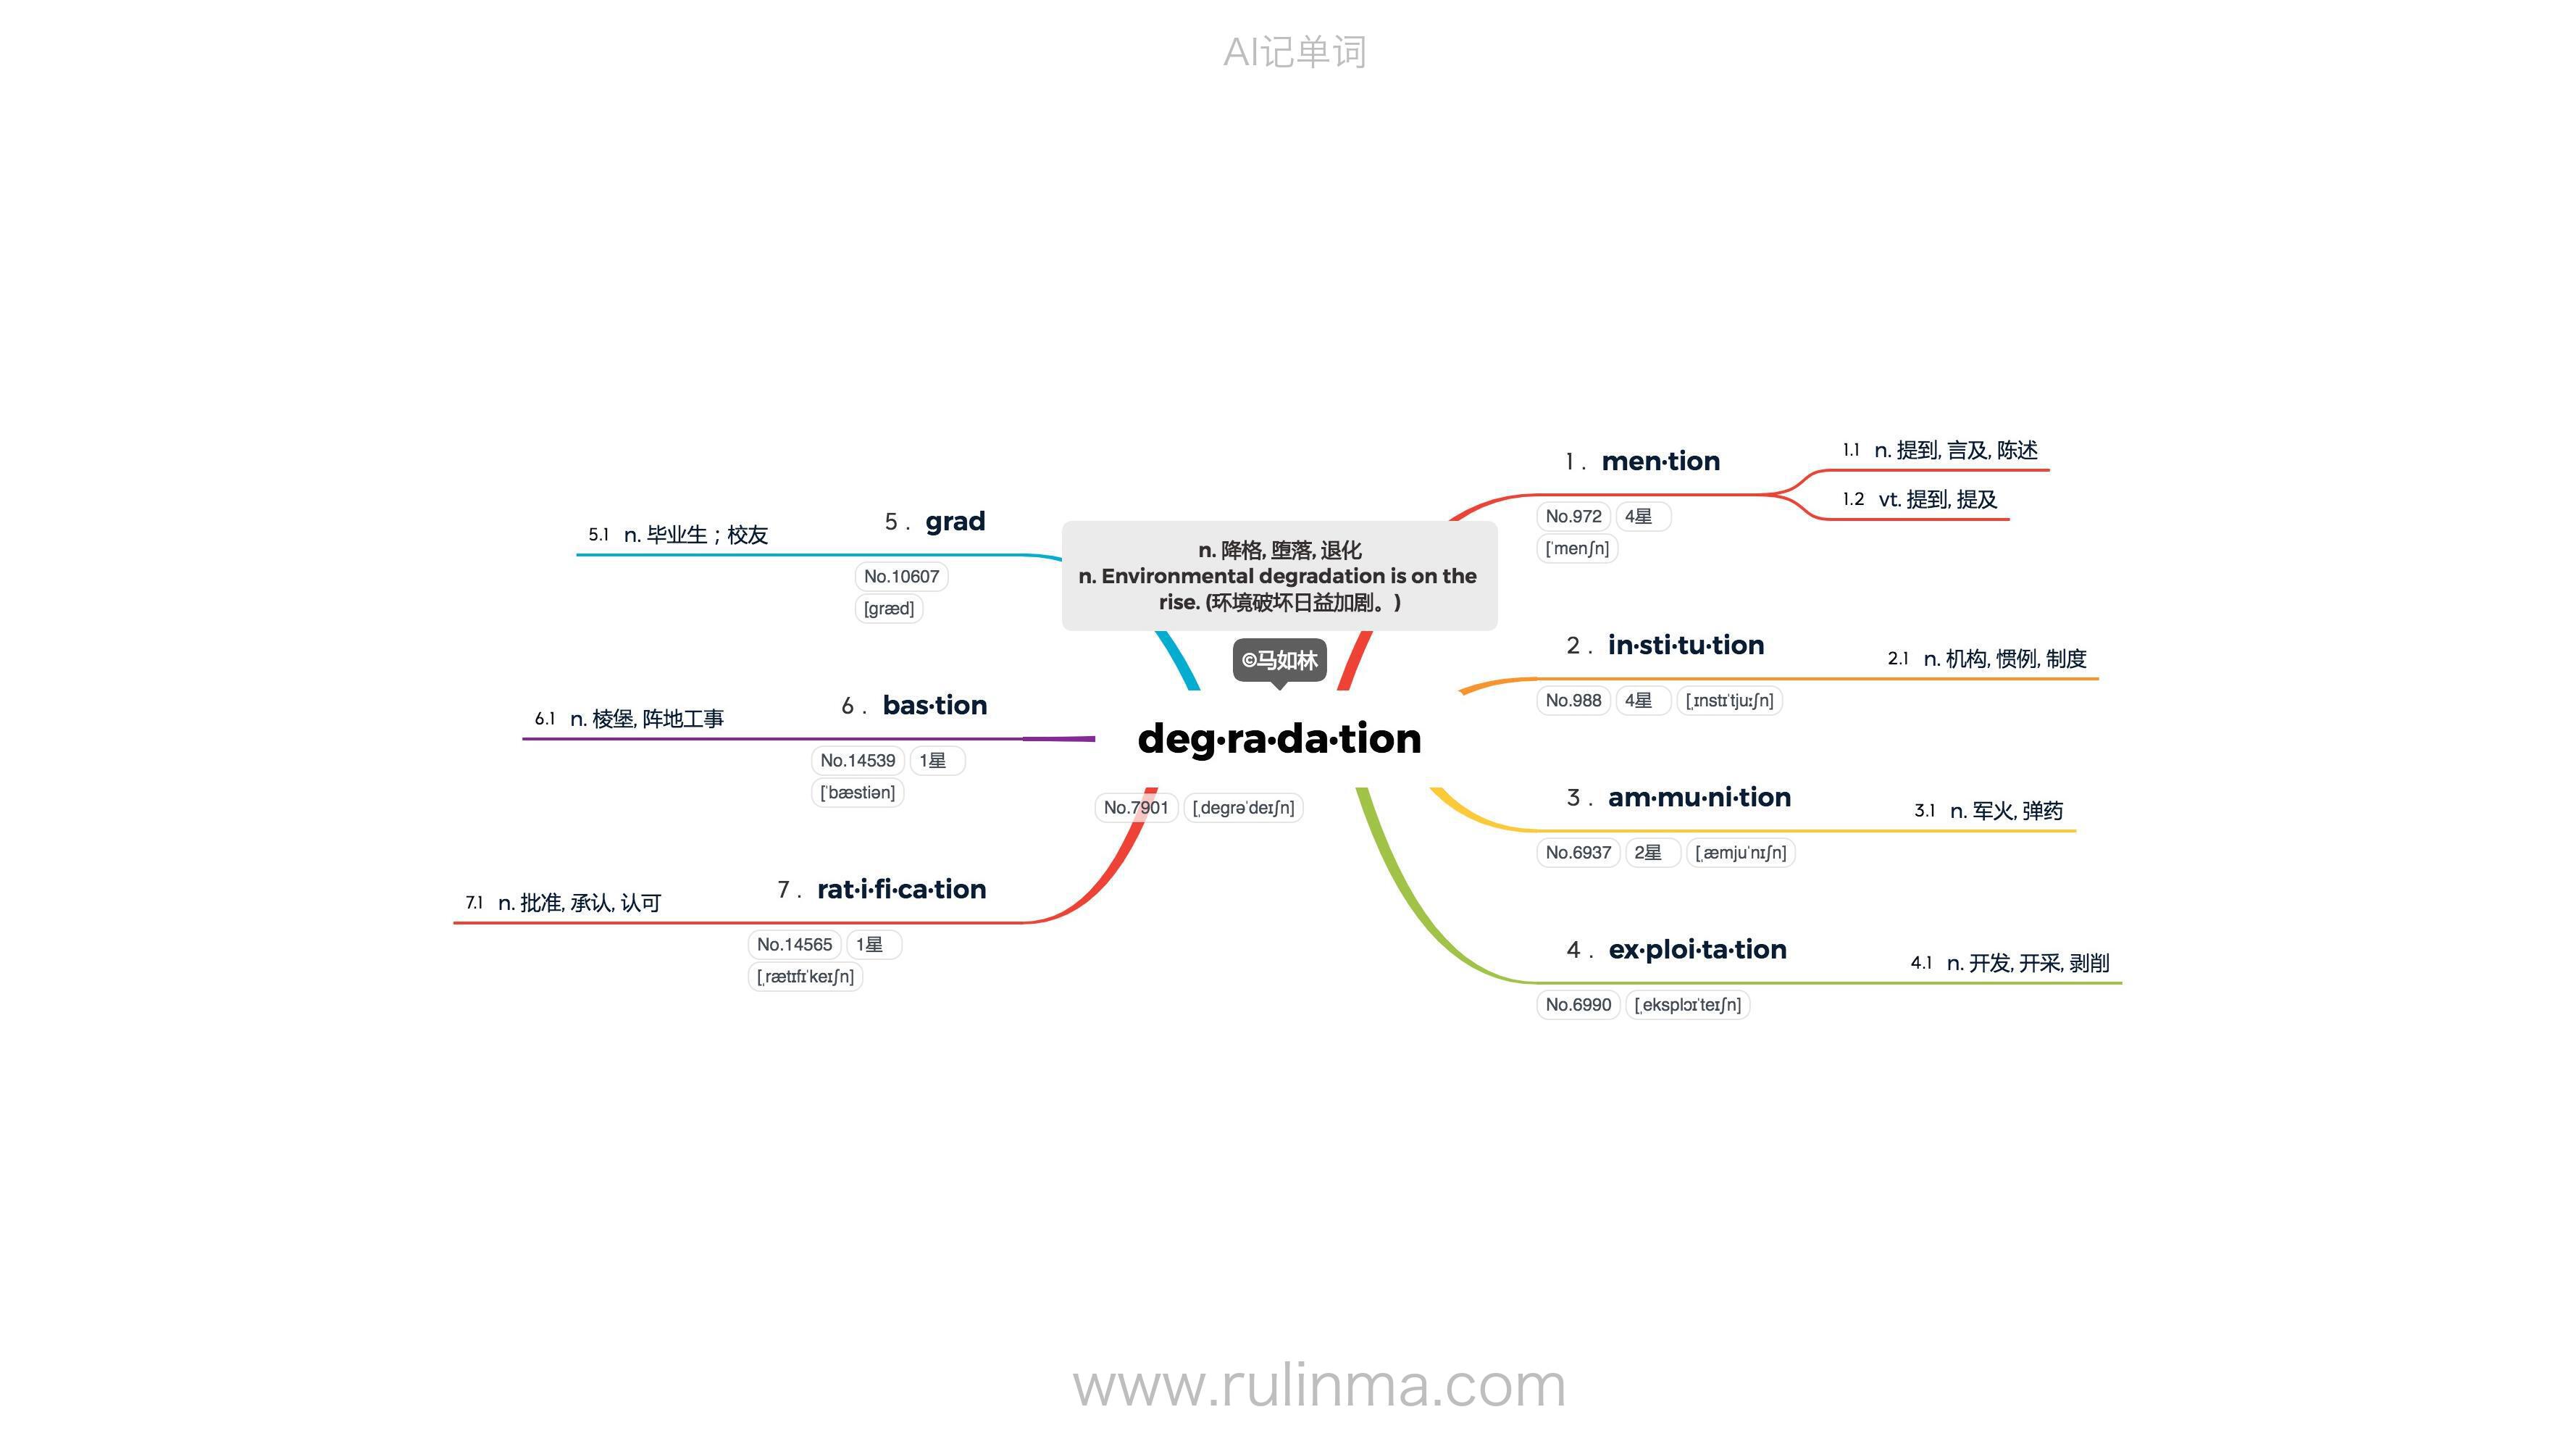 AI记单词
n. 降格, 堕落, 退化
n. Environmental degradation is on the
rise. (环境破坏日益加剧。)
©马如林
deg·ra·da·tion
No.7901 [ˌdegrəˈdeɪʃn]
1 . men·tion
No.972 4星
[ˈmenʃn]
1.1 n. 提到, 言及, 陈述
1.2 vt. 提到, 提及
2 . in·sti·tu·tion
No.988 4星 [ˌɪnstɪˈtjuːʃn]
2.1 n. 机构, 惯例, 制度
3 . am·mu·ni·tion
No.6937 2星 [ˌæmjuˈnɪʃn]
3.1 n. 军火, 弹药
4 . ex·ploi·ta·tion
No.6990 [ˌeksplɔɪˈteɪʃn]
4.1 n. 开发, 开采, 剥削
5 . grad
No.10607
[græd]
5.1 n. 毕业生；校友
6 . bas·tion
No.14539 1星
[ˈbæstiən]
6.1 n. 棱堡, 阵地工事
7 . rat·i·fi·ca·tion
No.14565 1星
[ˌrætɪfɪˈkeɪʃn]
7.1 n. 批准, 承认, 认可
www.rulinma.com